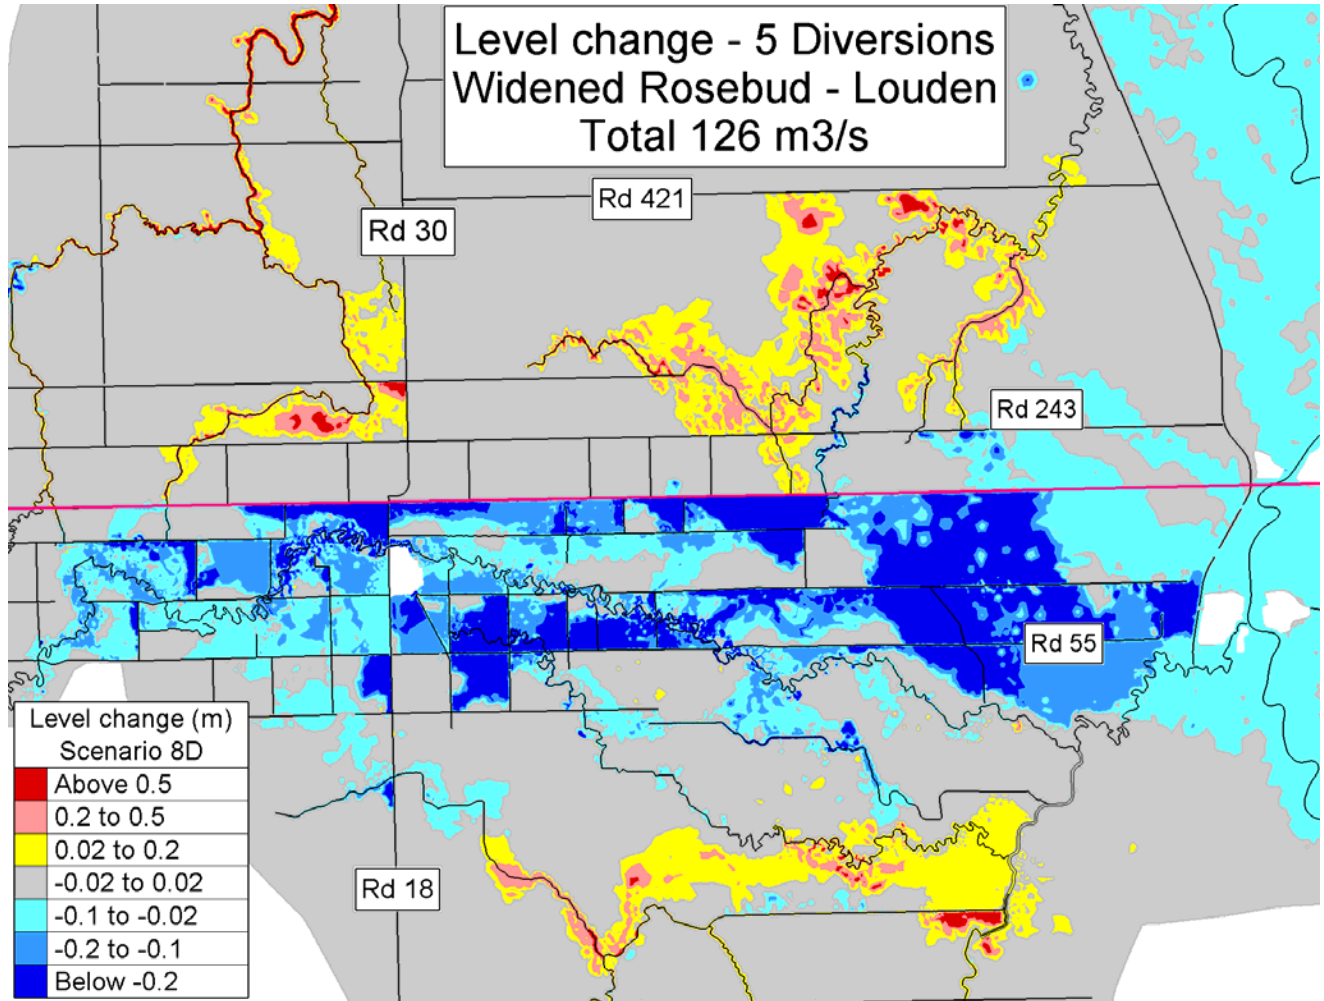 Level change - 5 Diversions
Widened Rosebud - Louden
Total 126 m3/s
Rd 421
Rd 30
Rd 243
Rd 55
Rd 18
Level change (m)
Scenario 8D
Above 0.5
0.2 to 0.5
0.02 to 0.2
-0.02 to 0.02
-0.1 to -0.02
-0.2 to -0.1
Below -0.2